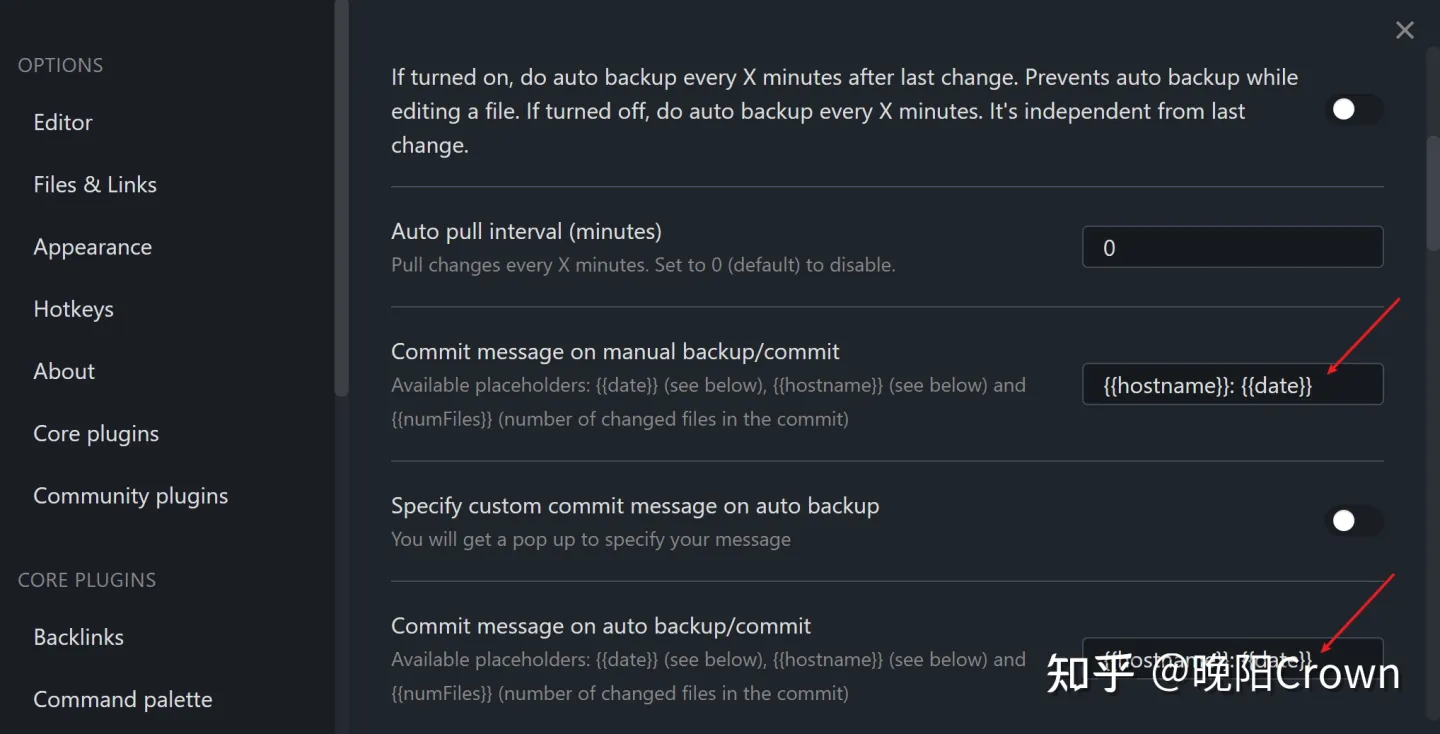 OPTIONS
Editor
Files & Links
Appearance
Hotkeys
About
Core plugins
Community plugins
CORE PLUGINS
Backlinks
Command palette
If turned on, do auto backup every X minutes after last change. Prevents auto backup while
editing a file. If turned off, do auto backup every X minutes. It's independent from last
change.
Auto pull interval (minutes)
Pull changes every X minutes. Set to 0 (default) to disable.
0
Commit message on manual backup/commit
Available placeholders: {{date}} (see below), {{hostname}} (see below) and
{{numFiles}} (number of changed files in the commit)
{{hostname}}: {{date}}
Specify custom commit message on auto backup
You will get a pop up to specify your message
Commit message on auto backup/commit
Available placeholders: {{date}} (see below), {{hostname}} (see below) and
{{numFiles}} (number of changed files in the commit)
{{hostname}}: {{date}}
知乎 @晚阳Crown